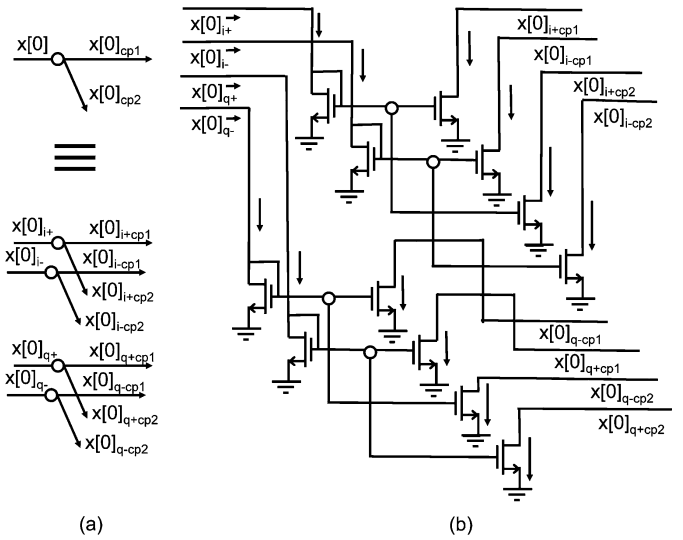 x[0] x[0]cp1
x[0]cp2
x[0]i+ x[0]i+cp1
x[0]i- x[0]i-cp1
x[0]i+cp2
x[0]i-cp2
x[0]q+ x[0]q+cp1
x[0]q- x[0]q-cp1
x[0]q+cp2
x[0]q-cp2
(a)
x[0]i+
x[0]i-
x[0]q+
x[0]q-
x[0]i+cp1
x[0]i-cp1
x[0]i+cp2
x[0]i-cp2
x[0]q-cp1
x[0]q+cp1
x[0]q-cp2
x[0]q+cp2
(b)